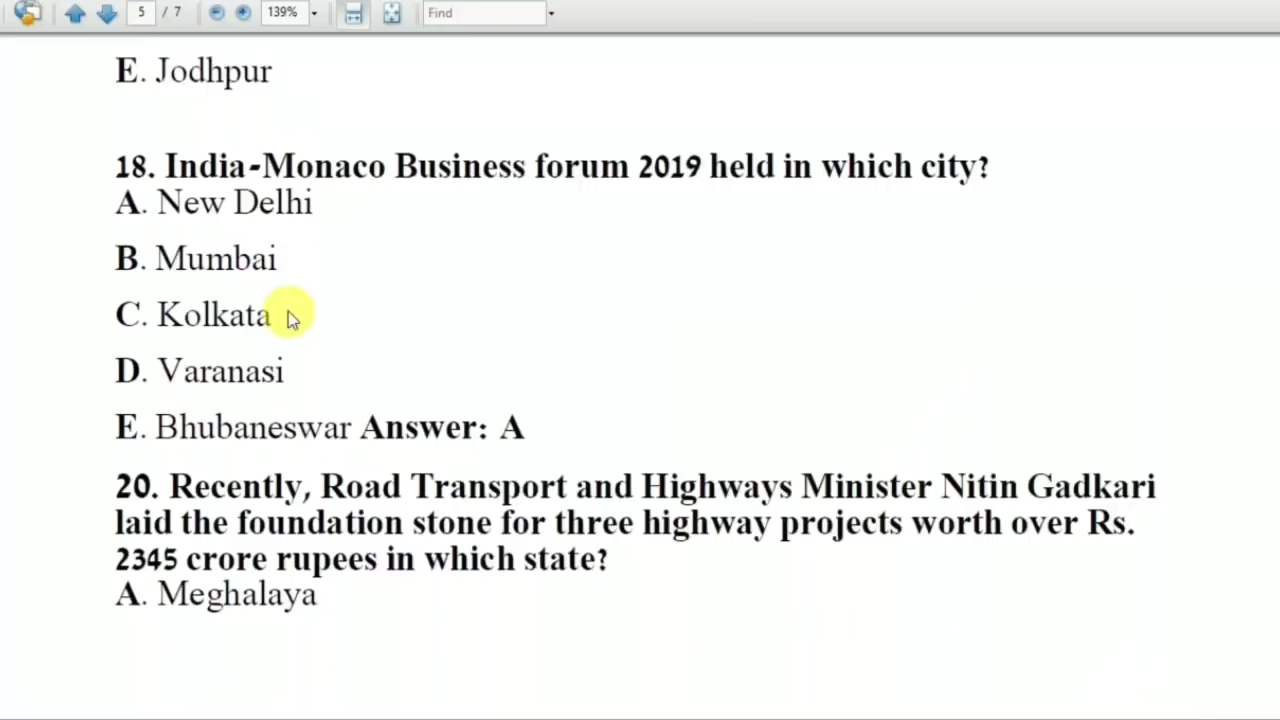 5 / 7 139% Find
E. Jodhpur
18. India-Monaco Business forum 2019 held in which city?
A. New Delhi
B. Mumbai
C. Kolkata
D. Varanasi
E. Bhubaneswar Answer: A
20. Recently, Road Transport and Highways Minister Nitin Gadkari
laid the foundation stone for three highway projects worth over Rs.
2345 crore rupees in which state?
A. Meghalaya